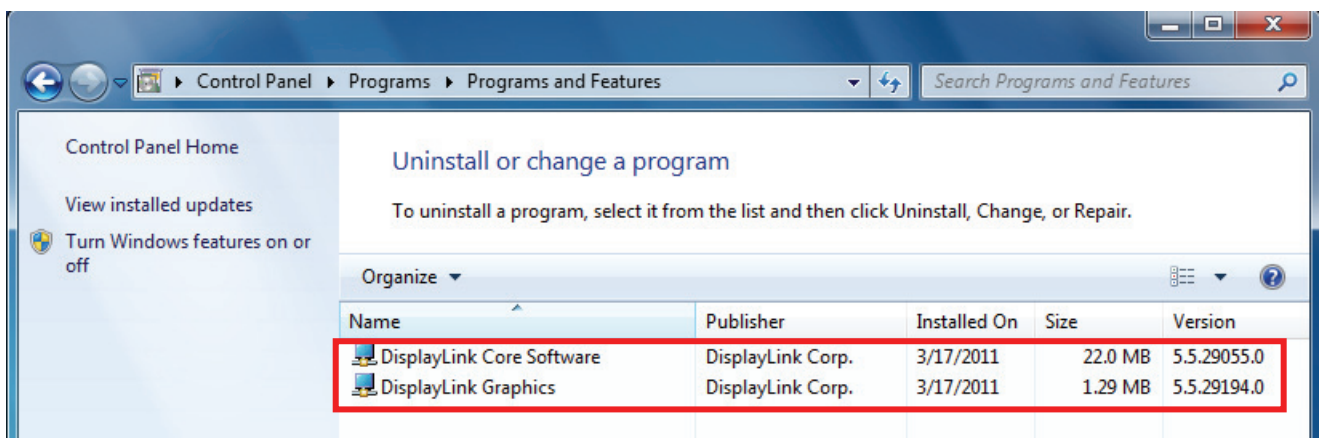 Control Panel Programs Programs and Features Search Programs and Features
Control Panel Home
View installed updates
Turn Windows features on or
off
Uninstall or change a program
To uninstall a program, select it from the list and then click Uninstall, Change, or Repair.
Organize
Name Publisher Installed On Size Version
DisplayLink Core Software DisplayLink Corp. 3/17/2011 22.0 MB 5.5.29055.0
DisplayLink Graphics DisplayLink Corp. 3/17/2011 1.29 MB 5.5.29194.0